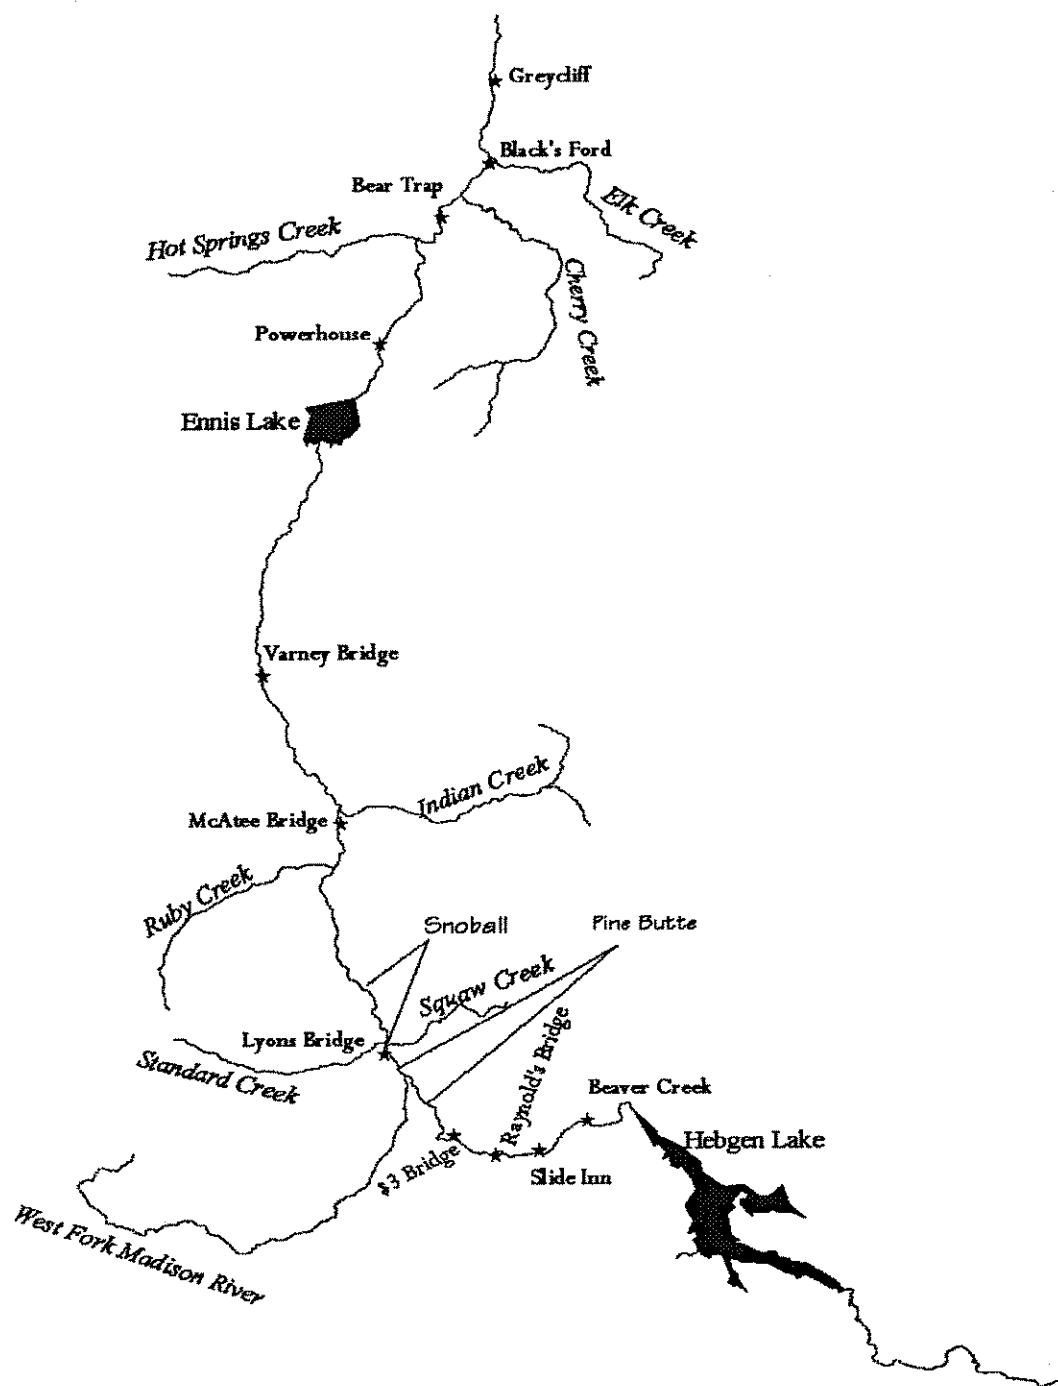 Greycliff
Black's Ford
Bear Trap
Elk Creek
Hot Springs Creek
Cherry Creek
Powerhouse
Ennis Lake
Varney Bridge
Indian Creek
McAtee Bridge
Ruby Creek
Snoball
Pine Butte
Squaw Creek
Lyons Bridge
Raynold's Bridge
Standard Creek
Beaver Creek
Hebgen Lake
$3 Bridge
Slide Inn
West Fork Madison River